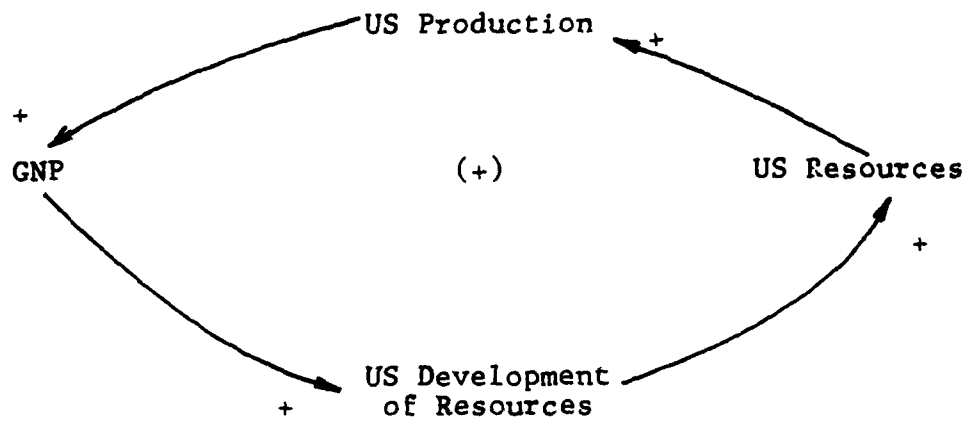 US Production
+
+
GNP
(+)
US Resources
+
US Development
of Resources
+